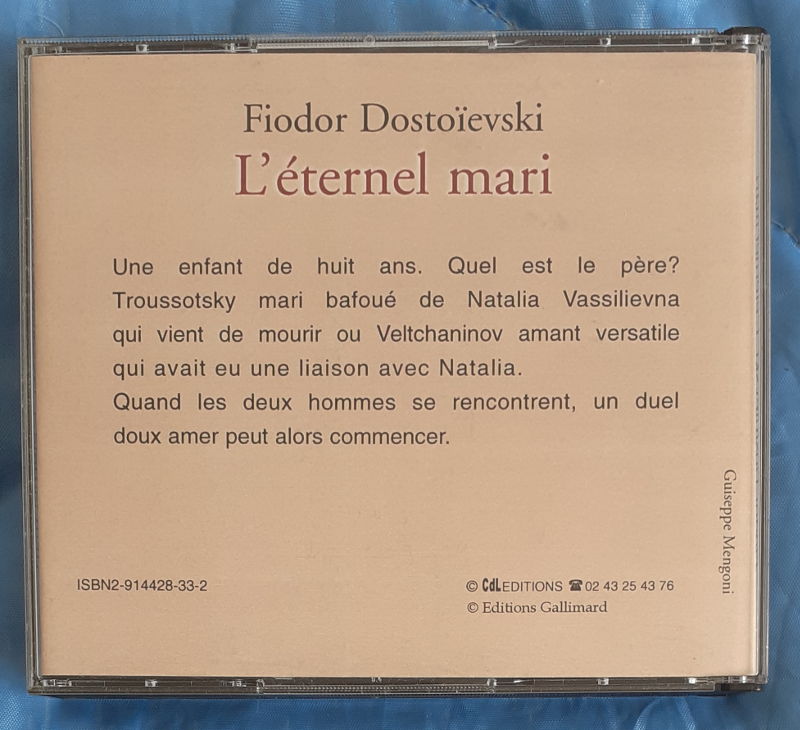 Fiodor Dostoïevski
L'éternel mari
Une enfant de huit ans. Quel est le père?
Troussotsky mari bafoué de Natalia Vassilievna
qui vient de mourir ou Veltchaninov amant versatile
qui avait eu une liaison avec Natalia.
Quand les deux hommes se rencontrent, un duel
doux amer peut alors commencer.
Guiseppe Mengoni
ISBN2-914428-33-2
© CdL EDITIONS ☎ 02 43 25 43 76
© Editions Gallimard